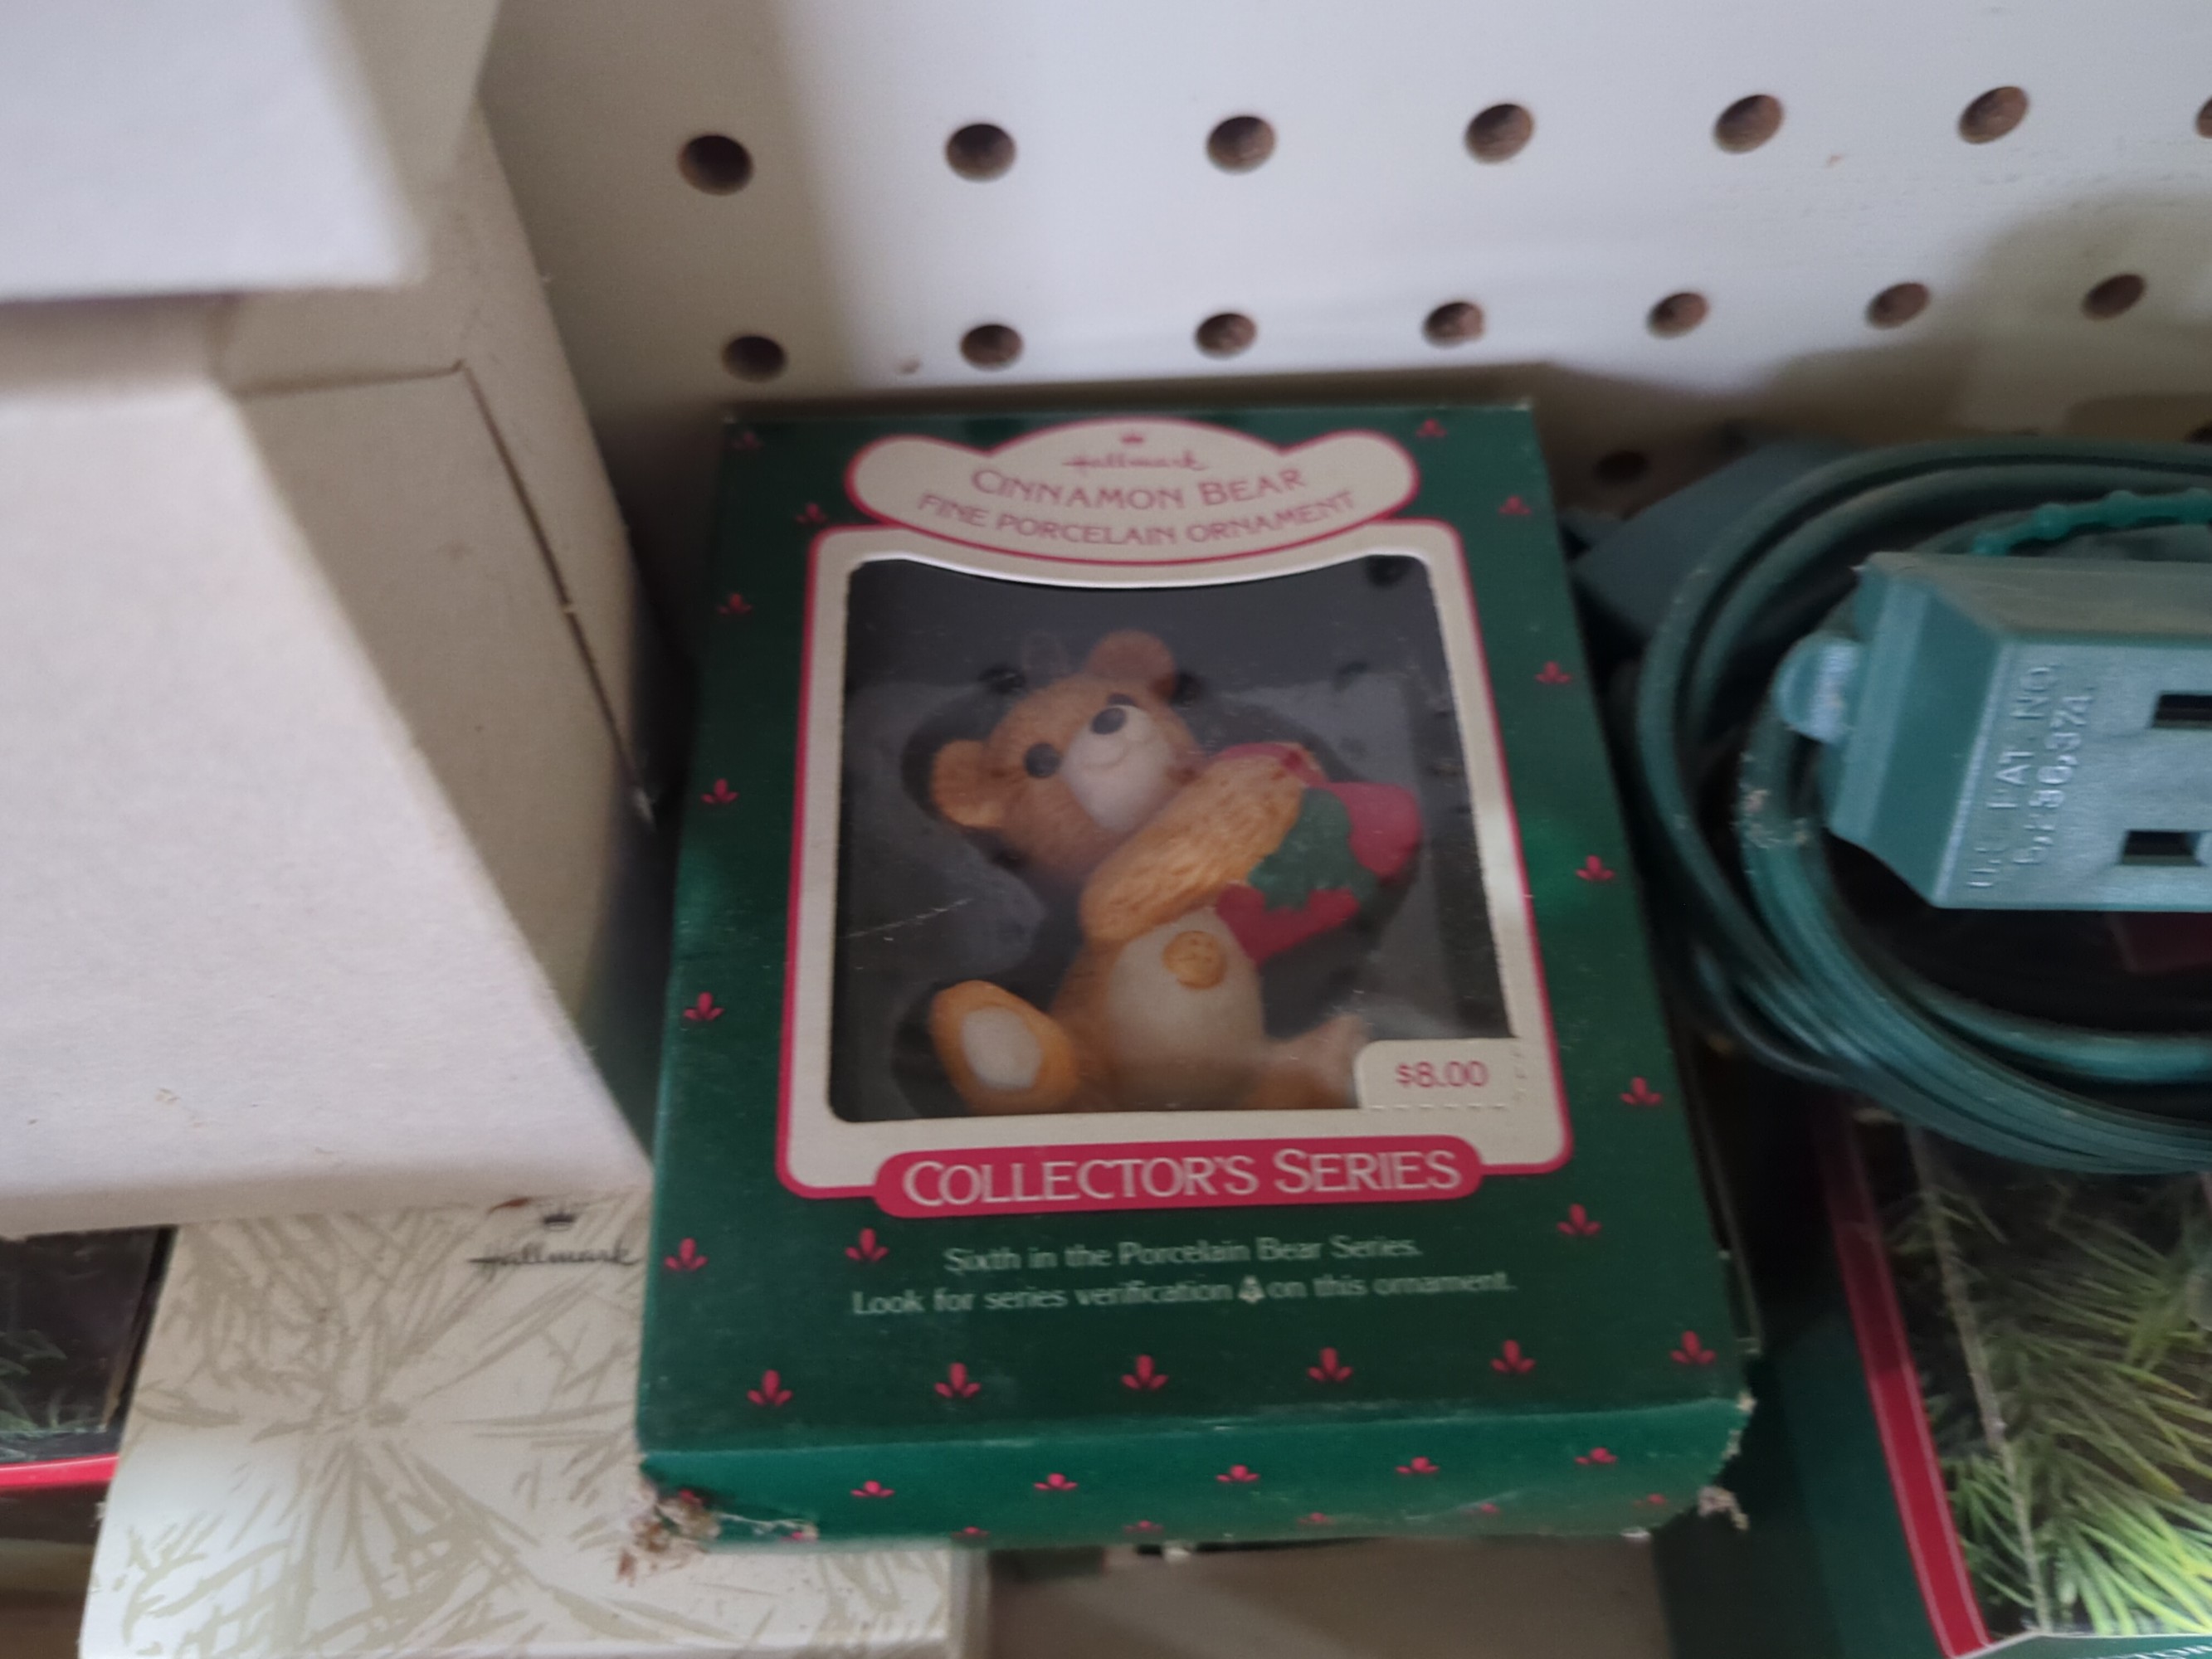 Hallmark
CINNAMON BEAR
FINE PORCELAIN ORNAMENT
$8.00
COLLECTOR'S SERIES
Sixth in the Porcelain Bear Series.
Look for series verification on this ornament.
Hallmark
U.S. PAT. NO.